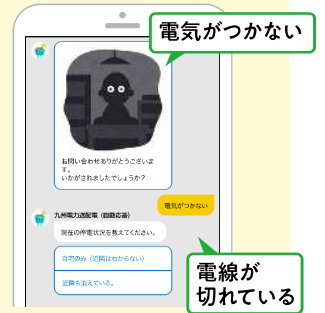 電気がつかない
お問い合わせありがとうございま
す。
いかがされましたでしょうか？
電気がつかない
九州電力送配電（自動応答）
現在の停電状況を教えてください。
自宅のみ（近隣はわからない）
近隣も消えている。
電線が
切れている